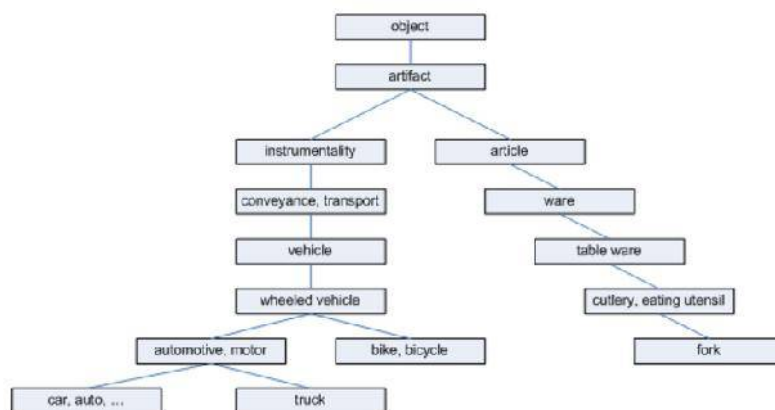 object
artifact
instrumentality
article
conveyance, transport
ware
vehicle
table ware
wheeled vehicle
cutlery, eating utensil
automotive, motor
bike, bicycle
fork
car, auto, ...
truck